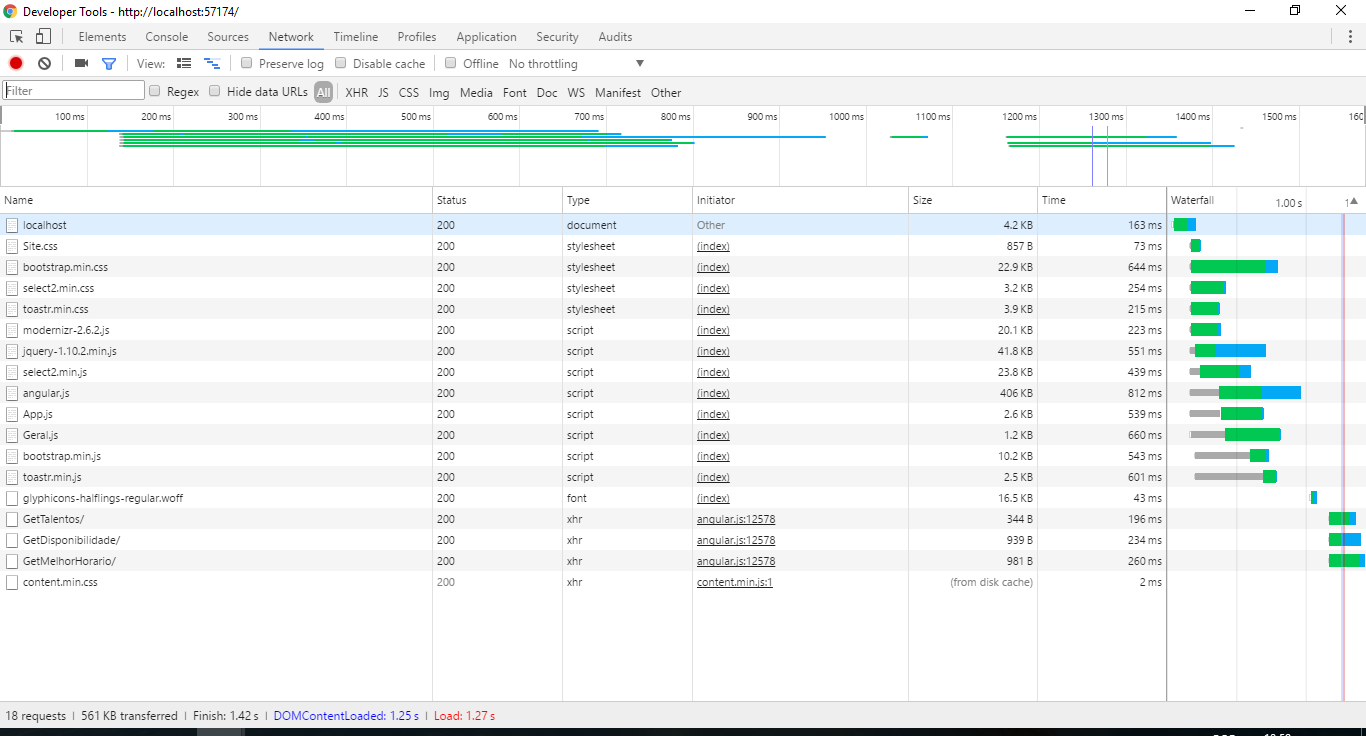 Developer Tools - http://localhost:57174/
Elements Console Sources Network Timeline Profiles Application Security Audits
View: Preserve log Disable cache Offline No throttling
Filter Regex Hide data URLs All XHR JS CSS Img Media Font Doc WS Manifest Other
100 ms 200 ms 300 ms 400 ms 500 ms 600 ms 700 ms 800 ms 900 ms 1000 ms 1100 ms 1200 ms 1300 ms 1400 ms 1500 ms 160
Name Status Type Initiator Size Time Waterfall 1.00 s 1
localhost 200 document Other 4.2 KB 163 ms
Site.css 200 stylesheet (index) 857 B 73 ms
bootstrap.min.css 200 stylesheet (index) 22.9 KB 644 ms
select2.min.css 200 stylesheet (index) 3.2 KB 254 ms
toastr.min.css 200 stylesheet (index) 3.9 KB 215 ms
modernizr-2.6.2.js 200 script (index) 20.1 KB 223 ms
jquery-1.10.2.min.js 200 script (index) 41.8 KB 551 ms
select2.min.js 200 script (index) 23.8 KB 439 ms
angular.js 200 script (index) 406 KB 812 ms
App.js 200 script (index) 2.6 KB 539 ms
Geral.js 200 script (index) 1.2 KB 660 ms
bootstrap.min.js 200 script (index) 10.2 KB 543 ms
toastr.min.js 200 script (index) 2.5 KB 601 ms
glyphicons-halflings-regular.woff 200 font (index) 16.5 KB 43 ms
GetTalentos/ 200 xhr angular.js:12578 344 B 196 ms
GetDisponibilidade/ 200 xhr angular.js:12578 939 B 234 ms
GetMelhorHorario/ 200 xhr angular.js:12578 981 B 260 ms
content.min.css 200 xhr content.min.js:1 (from disk cache) 2 ms
18 requests | 561 KB transferred | Finish: 1.42 s | DOMContentLoaded: 1.25 s | Load: 1.27 s